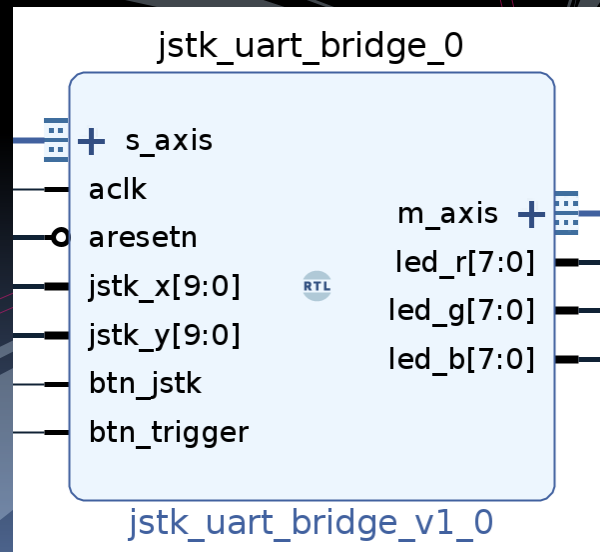 jstk_uart_bridge_0
s_axis
aclk
aresetn
jstk_x[9:0]
jstk_y[9:0]
btn_jstk
btn_trigger
RTL
m_axis
led_r[7:0]
led_g[7:0]
led_b[7:0]
jstk_uart_bridge_v1_0